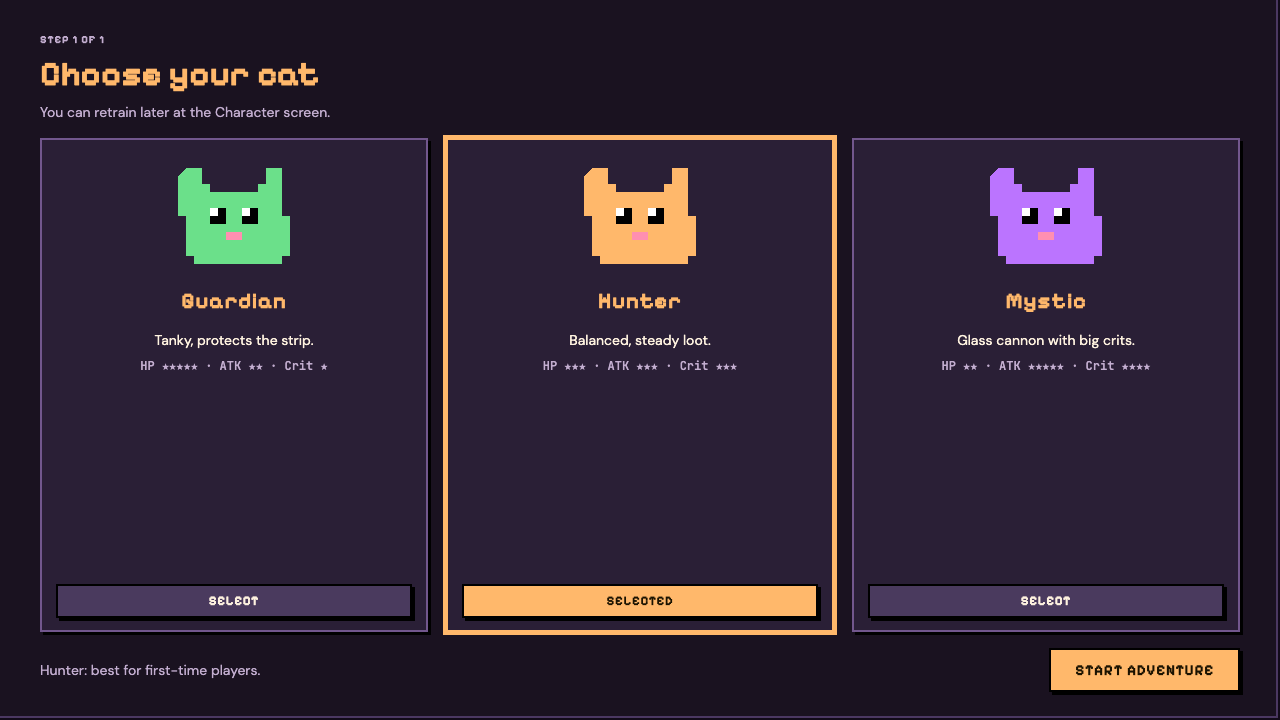 STEP 1 OF 1
Choose your cat
You can retrain later at the Character screen.
Guardian
Tanky, protects the strip.
HP ★★★★★ · ATK ★★ · Crit ★
SELECT
Hunter
Balanced, steady loot.
HP ★★★ · ATK ★★★ · Crit ★★★
SELECTED
Mystic
Glass cannon with big crits.
HP ★★ · ATK ★★★★★ · Crit ★★★★
SELECT
Hunter: best for first-time players.
START ADVENTURE